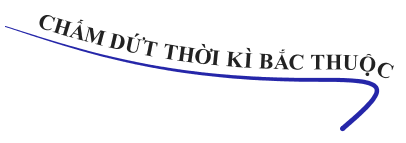 CHẤM DỨT THỜI KÌ BẮC THUỘC